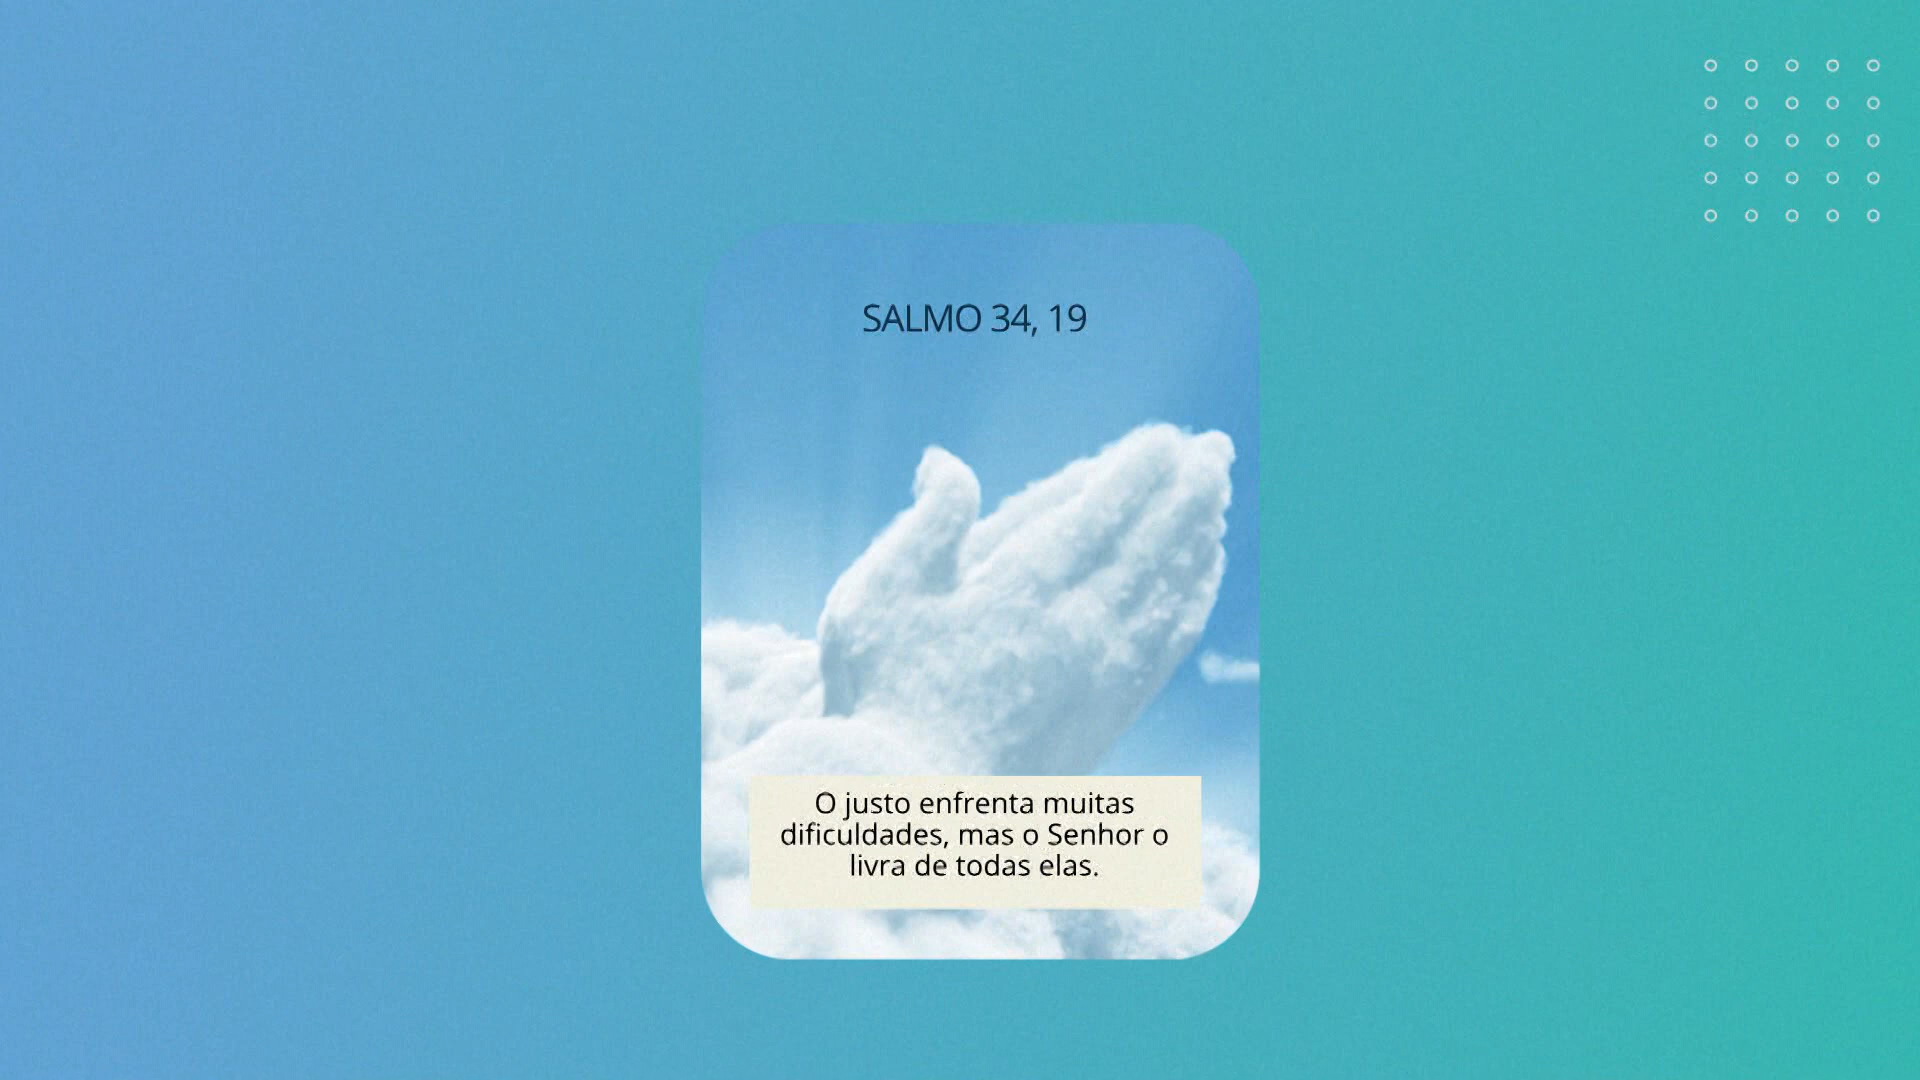 SALMO 34, 19
O justo enfrenta muitas
dificuldades, mas o Senhor o
livra de todas elas.